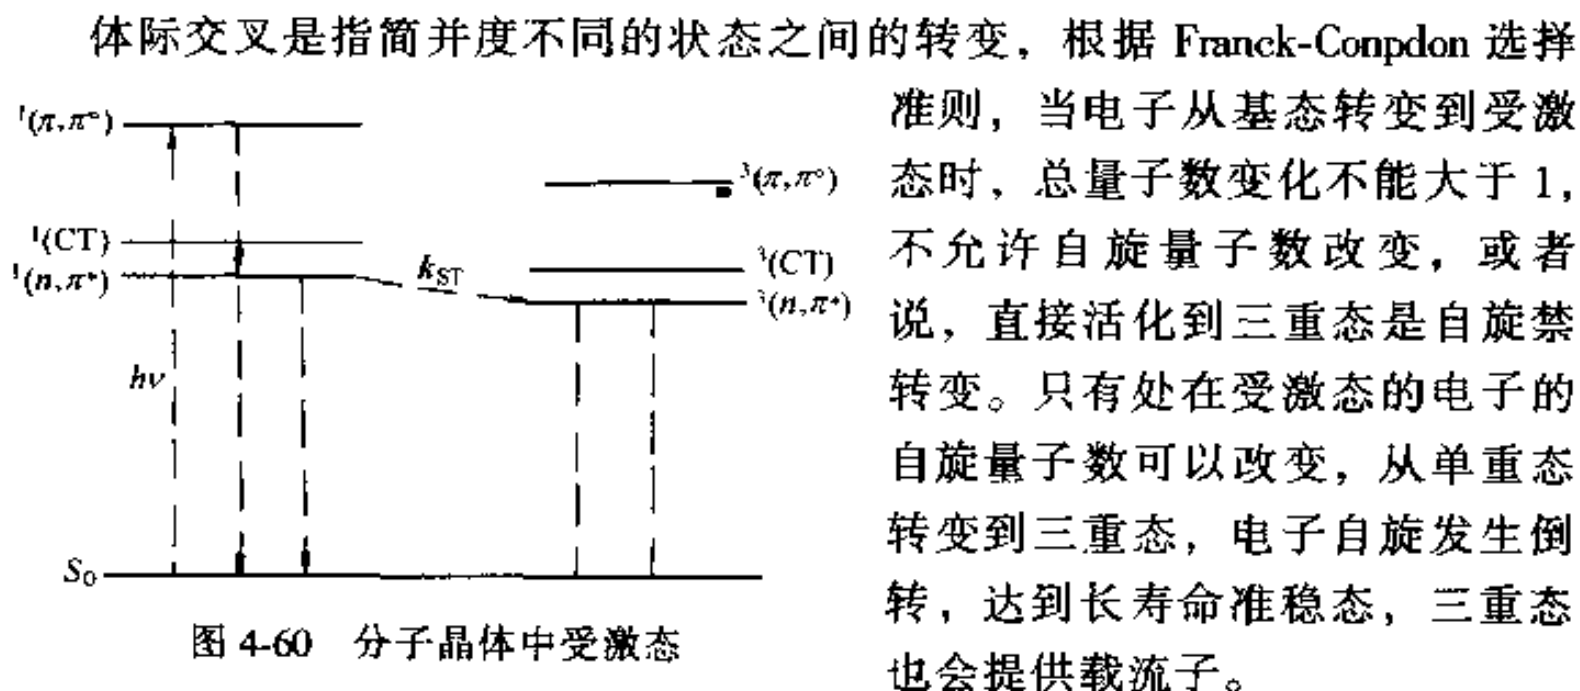 体际交叉是指简并度不同的状态之间的转变，根据 Franck-Conpdon 选择
准则，当电子从基态转变到受激
态时，总量子数变化不能大于 1，
不允许自旋量子数改变，或者
说，直接活化到三重态是自旋禁
转变。只有处在受激态的电子的
自旋量子数可以改变，从单重态
转变到三重态，电子自旋发生倒
转，达到长寿命准稳态，三重态
也会提供载流子。
¹(π,π*)
³(π,π*)
¹(CT)
³(CT)
¹(n,π*)
k_ST
³(n,π*)
hν
S₀
图 4-60 分子晶体中受激态